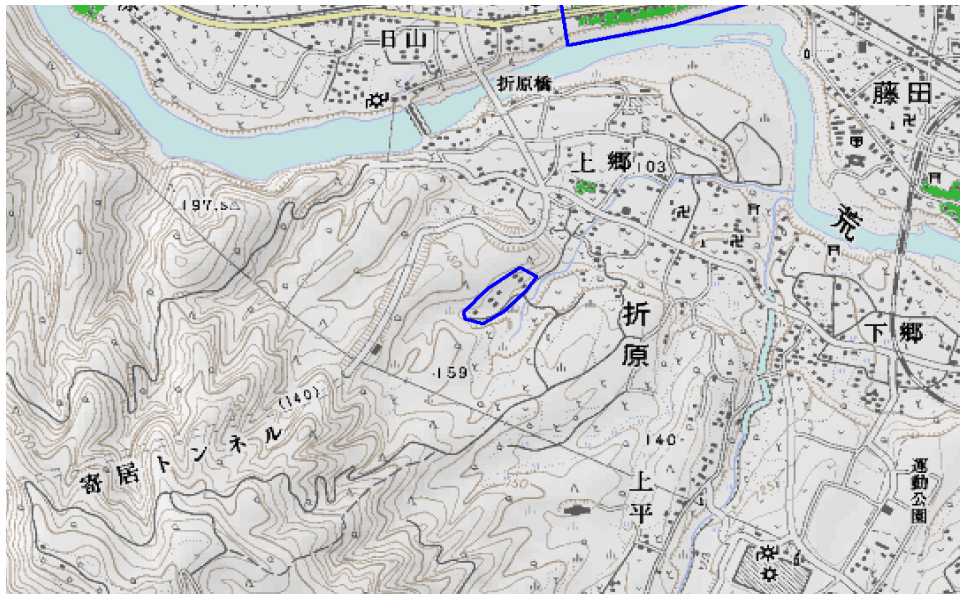 日山
折原橋
藤田
上郷
103
197.5
荒
折原
下郷
159
寄居トンネル
(140)
140
上平
運動公園